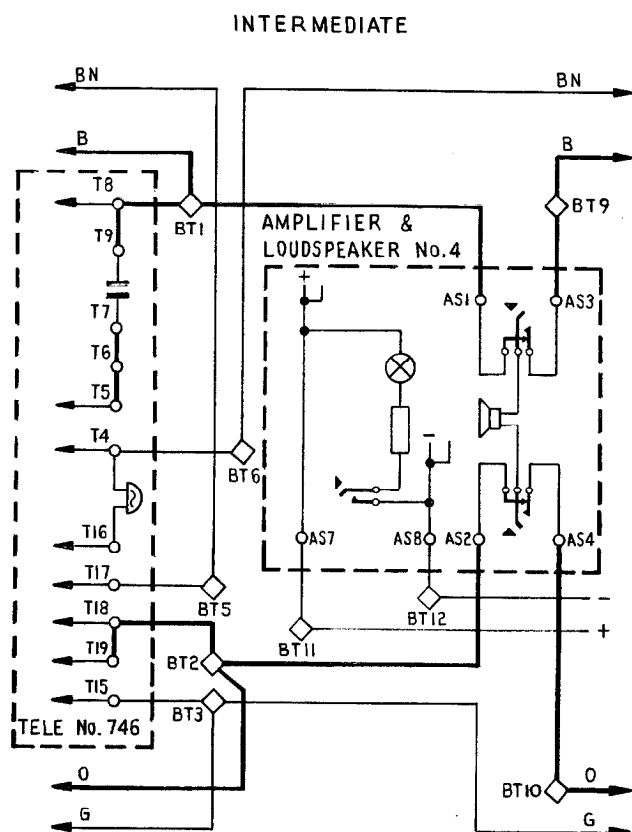 INTERMEDIATE
BN
BN
B
B
T8
BT1
BT9
T9
AMPLIFIER &
LOUDSPEAKER No.4
+
AS1
AS3
T7
T6
T5
T4
BT6
–
T16
AS7
AS8
AS2
AS4
T17
BT5
BT12
–
T18
BT11
+
T19
BT2
T15
BT3
TELE No. 746
O
BT10
O
G
G